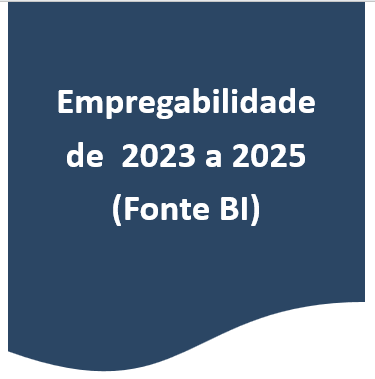 Empregabilidade
de  2023 a 2025
(Fonte BI)